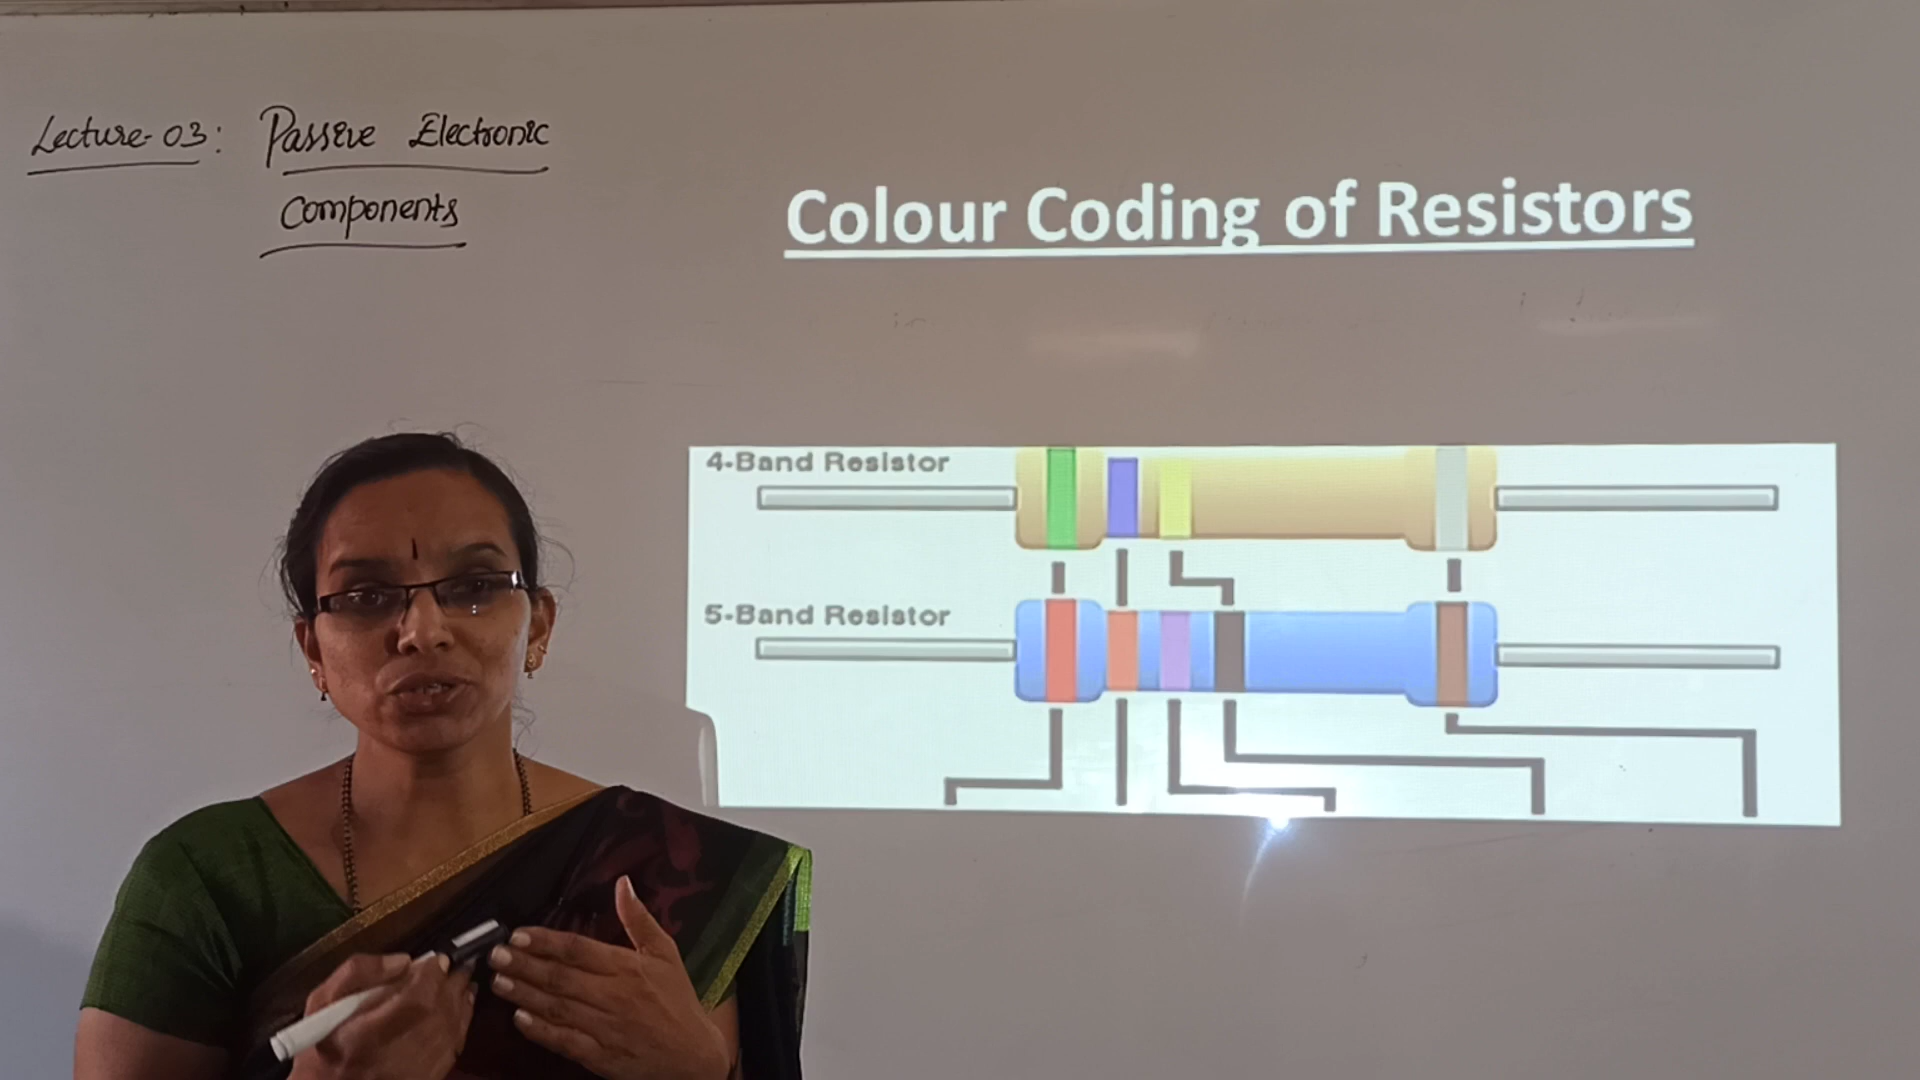 Lecture-03: Passive Electronic
Components
Colour Coding of Resistors
4-Band Resistor
5-Band Resistor